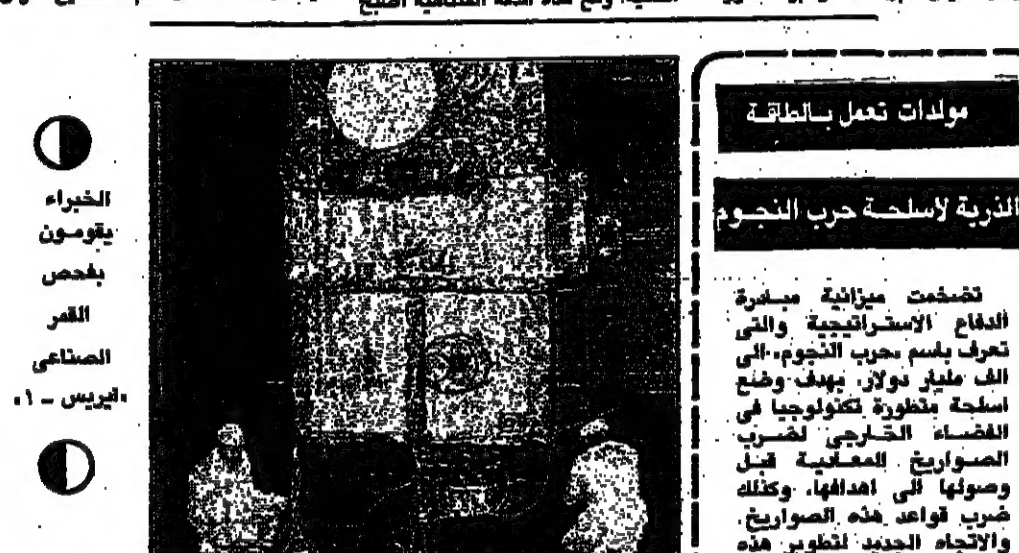 مولدات تعمل بالطاقة
الذرية لأسلحة حرب النجوم
تضخمت ميزانية مبادرة
الدفاع الاستراتيجية والتى
تعرف باسم «حرب النجوم» الى
الف مليار دولار، بهدف وضع
اسلحة متطورة تكنولوجيا فى
الفضاء الخارجى لضرب
الصواريخ المعادية قبل
وصولها الى اهدافها، وكذلك
ضرب قواعد هذه الصواريخ.
والاتجاه الجديد لتطوير هذه
الخبراء
يقومون
بفحص
القمر
الصناعى
«ايريس ــ ١»